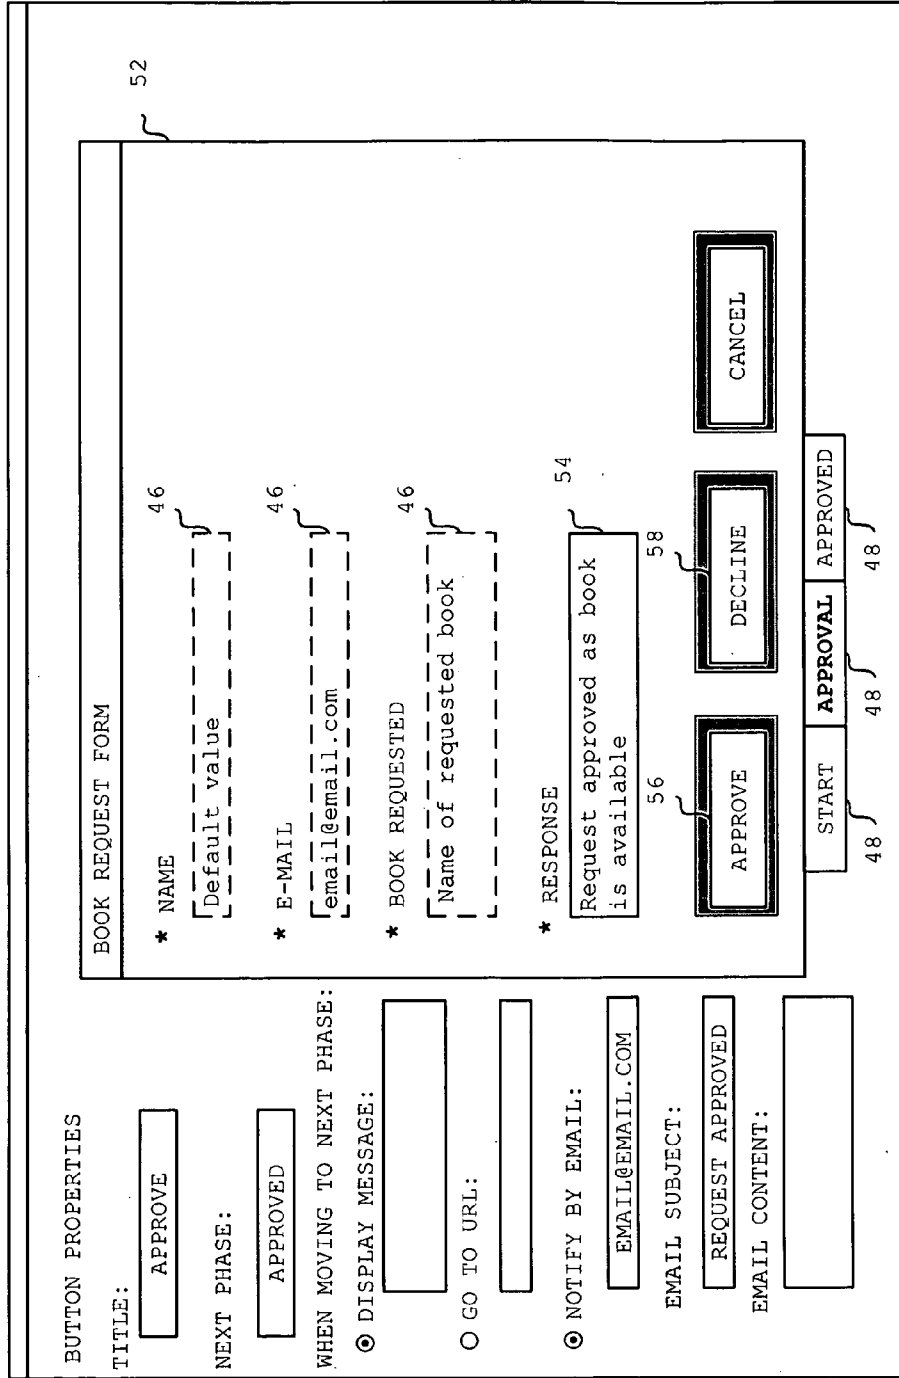 BUTTON PROPERTIES
TITLE:
APPROVE
NEXT PHASE:
APPROVED
WHEN MOVING TO NEXT PHASE:
DISPLAY MESSAGE:
GO TO URL:
NOTIFY BY EMAIL:
EMAIL@EMAIL.COM
EMAIL SUBJECT:
REQUEST APPROVED
EMAIL CONTENT:
BOOK REQUEST FORM
52
* NAME
46
Default value
* E-MAIL
46
email@email.com
* BOOK REQUESTED
46
Name of requested book
* RESPONSE
54
Request approved as book
is available
56
58
APPROVE
DECLINE
CANCEL
START
APPROVAL
APPROVED
48
48
48